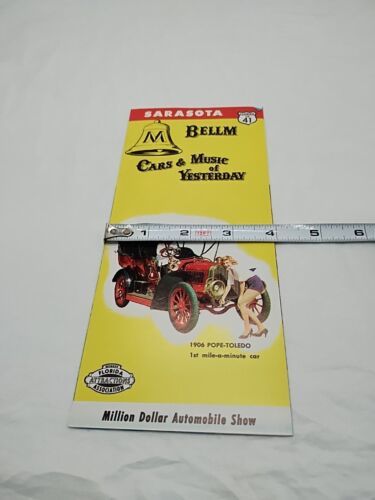 SARASOTA
41
M
BELLM
CARS & MUSIC
of
YESTERDAY
1 2 3 4 5 6
1906 POPE-TOLEDO
1st mile-a-minute car
FLORIDA
ATTRACTIONS
ASSOCIATION
Million Dollar Automobile Show